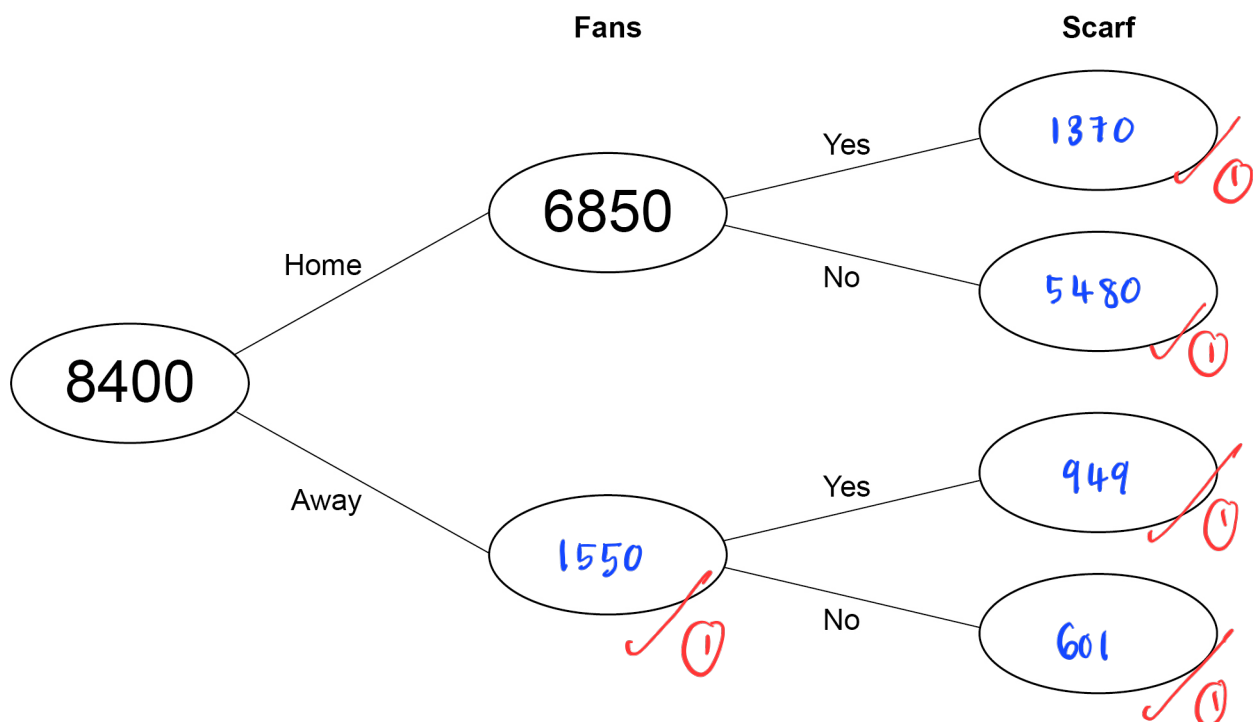 Fans
Scarf
1370
①
Yes
6850
No
5480
①
Home
8400
Away
1550
①
Yes
949
①
No
601
①